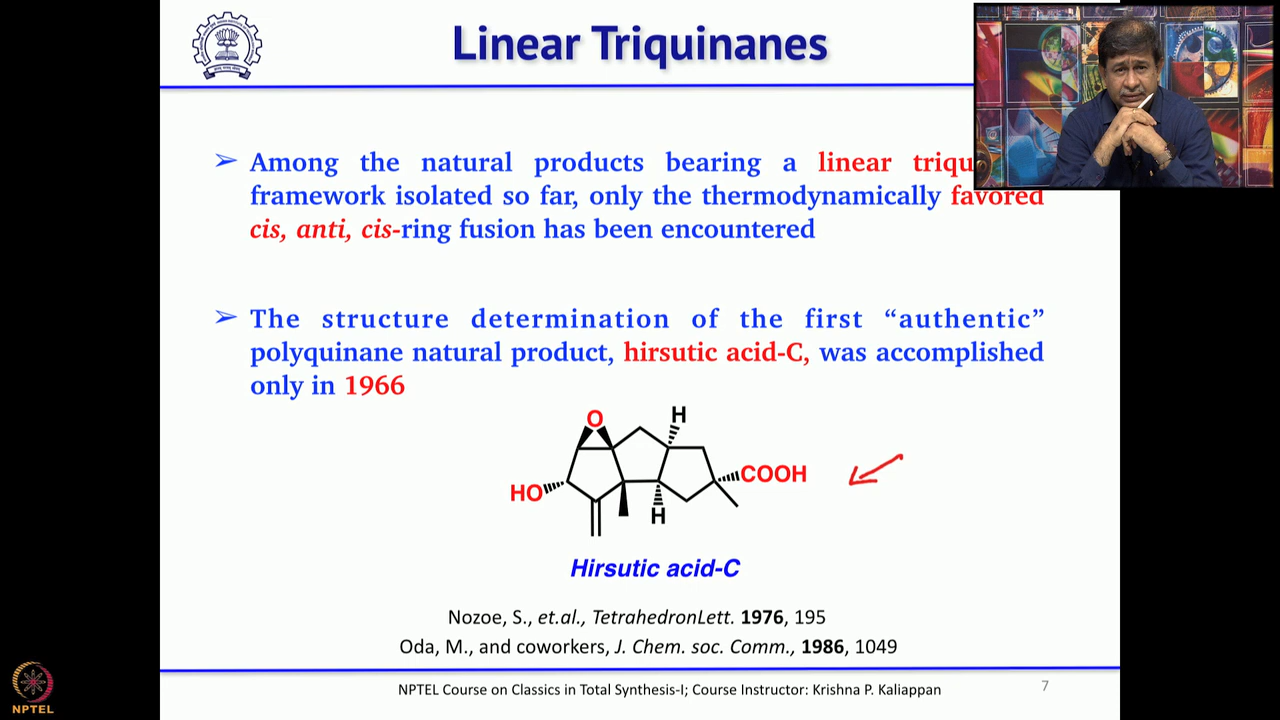 Linear Triquinanes
➢ Among the natural products bearing a linear
framework isolated so far, only the thermodynamically favored
cis, anti, cis-ring fusion has been encountered
➢ The structure determination of the first “authentic”
polyquinane natural product, hirsutic acid-C, was accomplished
only in 1966
O
H
COOH
HO
H
Hirsutic acid-C
Nozoe, S., et.al., TetrahedronLett. 1976, 195
Oda, M., and coworkers, J. Chem. soc. Comm., 1986, 1049
NPTEL
NPTEL Course on Classics in Total Synthesis-I; Course Instructor: Krishna P. Kaliappan
7